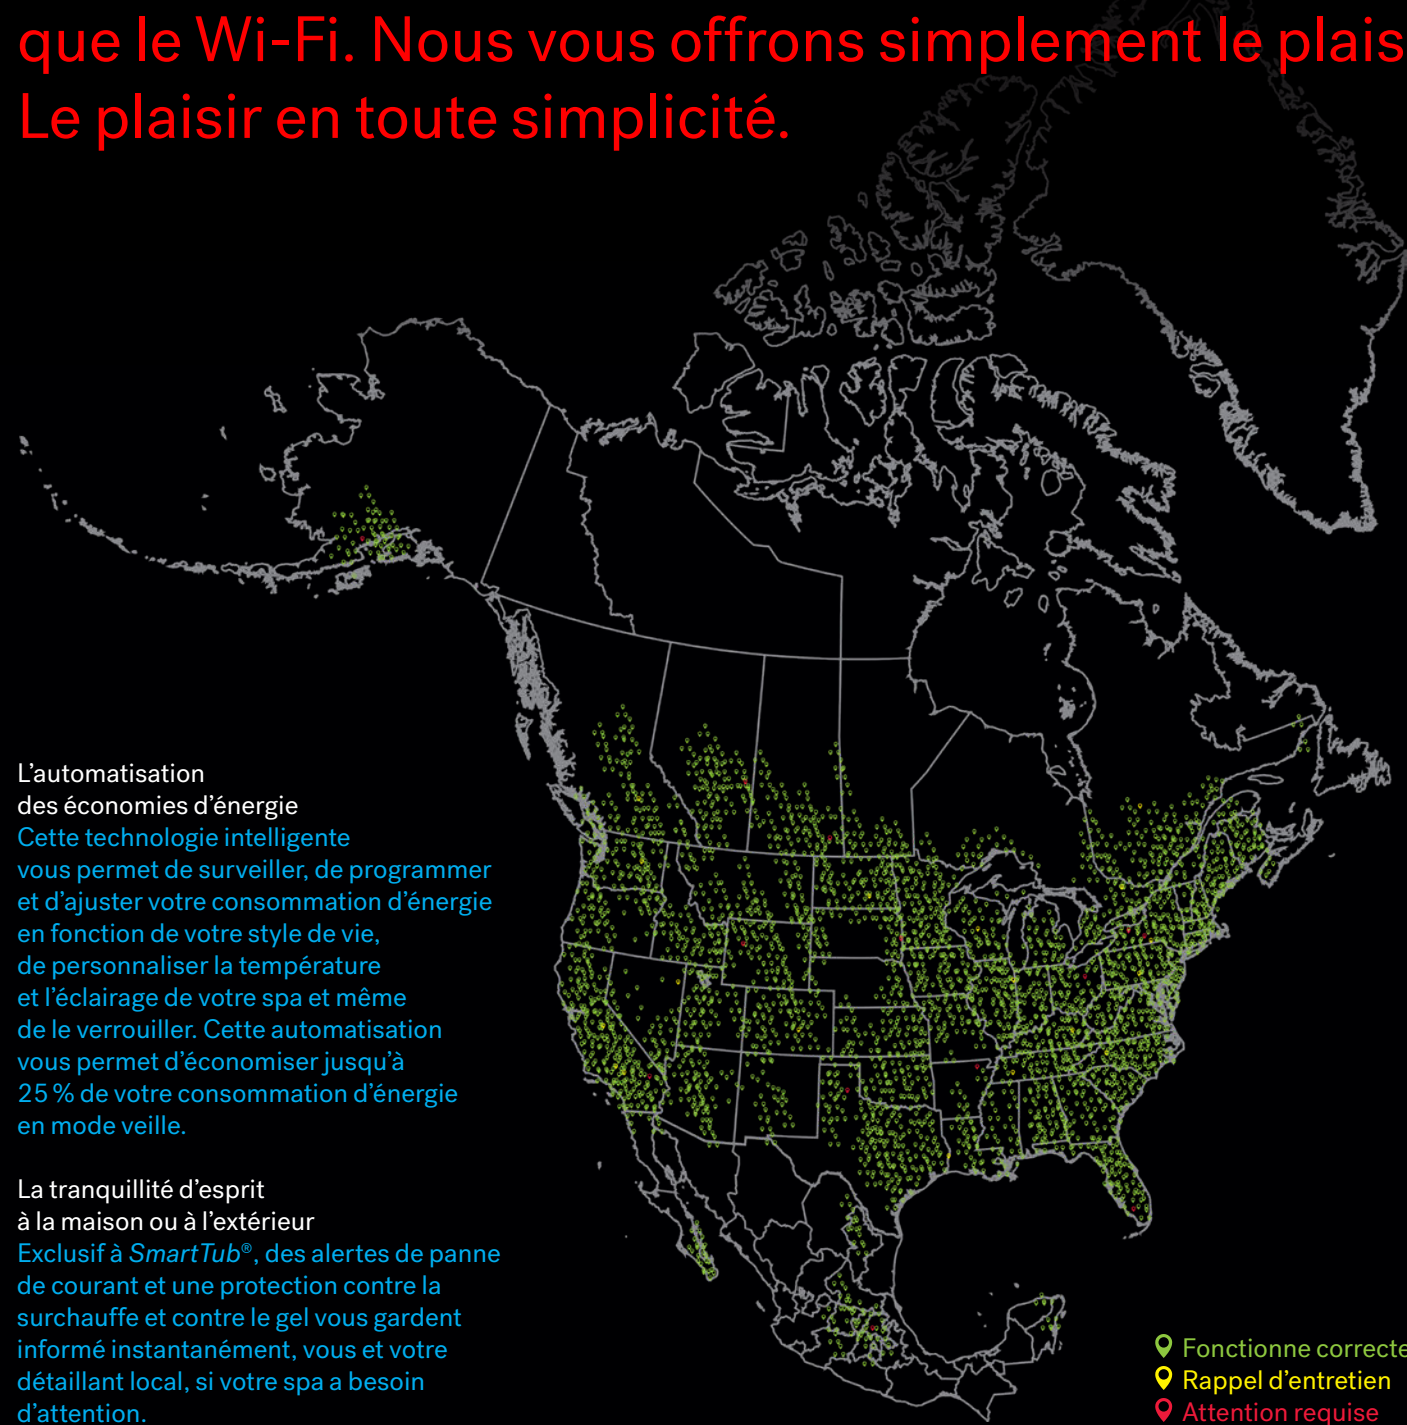 que le Wi-Fi. Nous vous offrons simplement le plais
Le plaisir en toute simplicité.
L'automatisation
des économies d'énergie
Cette technologie intelligente
vous permet de surveiller, de programmer
et d'ajuster votre consommation d'énergie
en fonction de votre style de vie,
de personnaliser la température
et l'éclairage de votre spa et même
de le verrouiller. Cette automatisation
vous permet d'économiser jusqu'à
25 % de votre consommation d'énergie
en mode veille.
La tranquillité d'esprit
à la maison ou à l'extérieur
Exclusif à SmartTub®, des alertes de panne
de courant et une protection contre la
surchauffe et contre le gel vous gardent
informé instantanément, vous et votre
détaillant local, si votre spa a besoin
d'attention.
Fonctionne correcte
Rappel d'entretien
Attention requise